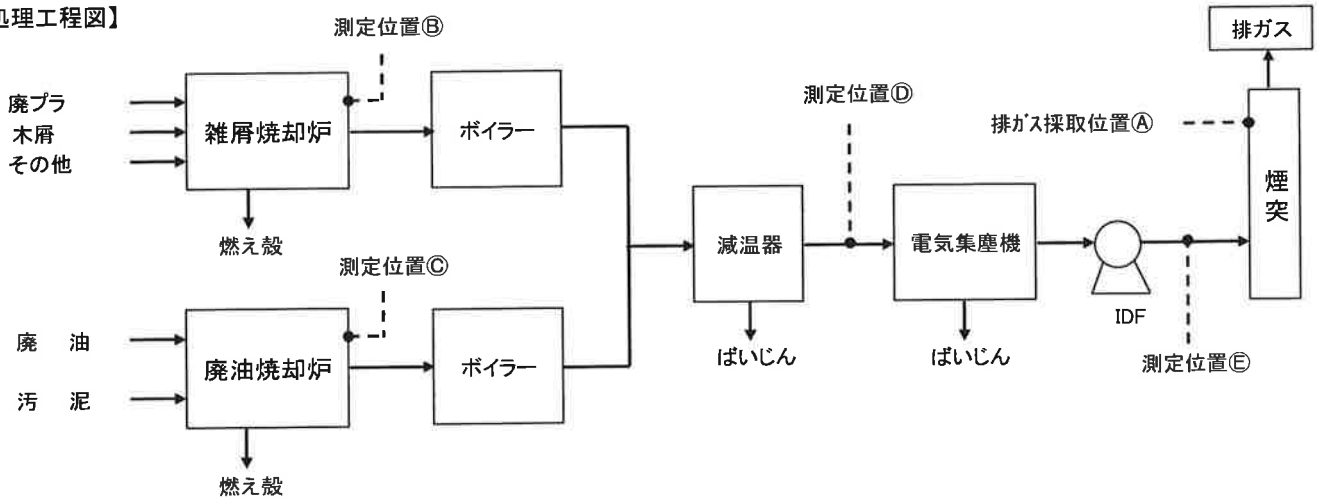 処理工程図】
測定位置Ⓑ
廃プラ
木屑
その他
雑屑焼却炉
ボイラー
燃え殻
測定位置Ⓒ
廃 油
汚 泥
廃油焼却炉
ボイラー
燃え殻
減温器
ばいじん
測定位置Ⓓ
電気集塵機
ばいじん
IDF
測定位置Ⓔ
排ガス採取位置Ⓐ
排ガス
煙突